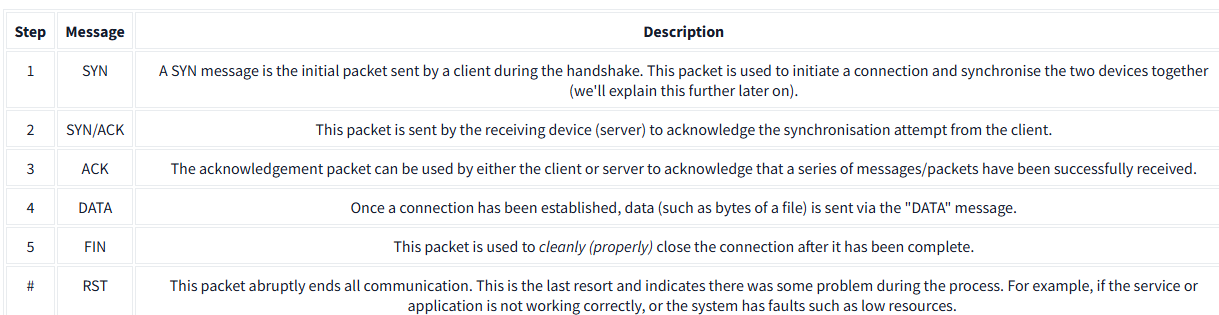 Step Message Description
1 SYN A SYN message is the initial packet sent by a client during the handshake. This packet is used to initiate a connection and synchronise the two devices together
(we'll explain this further later on).
2 SYN/ACK This packet is sent by the receiving device (server) to acknowledge the synchronisation attempt from the client.
3 ACK The acknowledgement packet can be used by either the client or server to acknowledge that a series of messages/packets have been successfully received.
4 DATA Once a connection has been established, data (such as bytes of a file) is sent via the "DATA" message.
5 FIN This packet is used to cleanly (properly) close the connection after it has been complete.
# RST This packet abruptly ends all communication. This is the last resort and indicates there was some problem during the process. For example, if the service or
application is not working correctly, or the system has faults such as low resources.